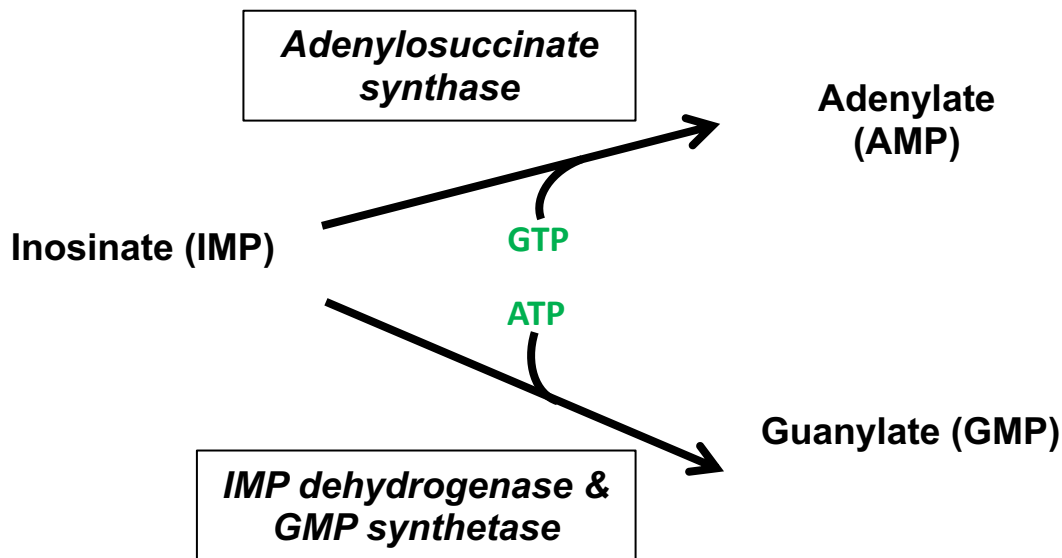 Adenylosuccinate
synthase
Adenylate
(AMP)
Inosinate (IMP)
GTP
ATP
Guanylate (GMP)
IMP dehydrogenase &
GMP synthetase